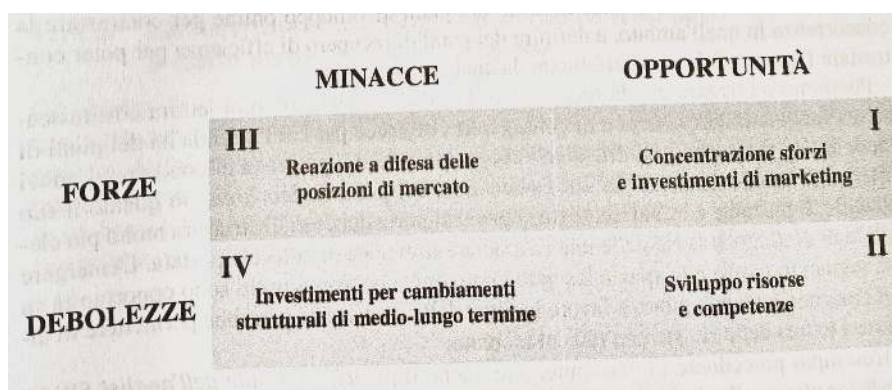 MINACCE
OPPORTUNITÀ
III
I
FORZE
Reazione a difesa delle
posizioni di mercato
Concentrazione sforzi
e investimenti di marketing
IV
II
DEBOLEZZE
Investimenti per cambiamenti
strutturali di medio-lungo termine
Sviluppo risorse
e competenze